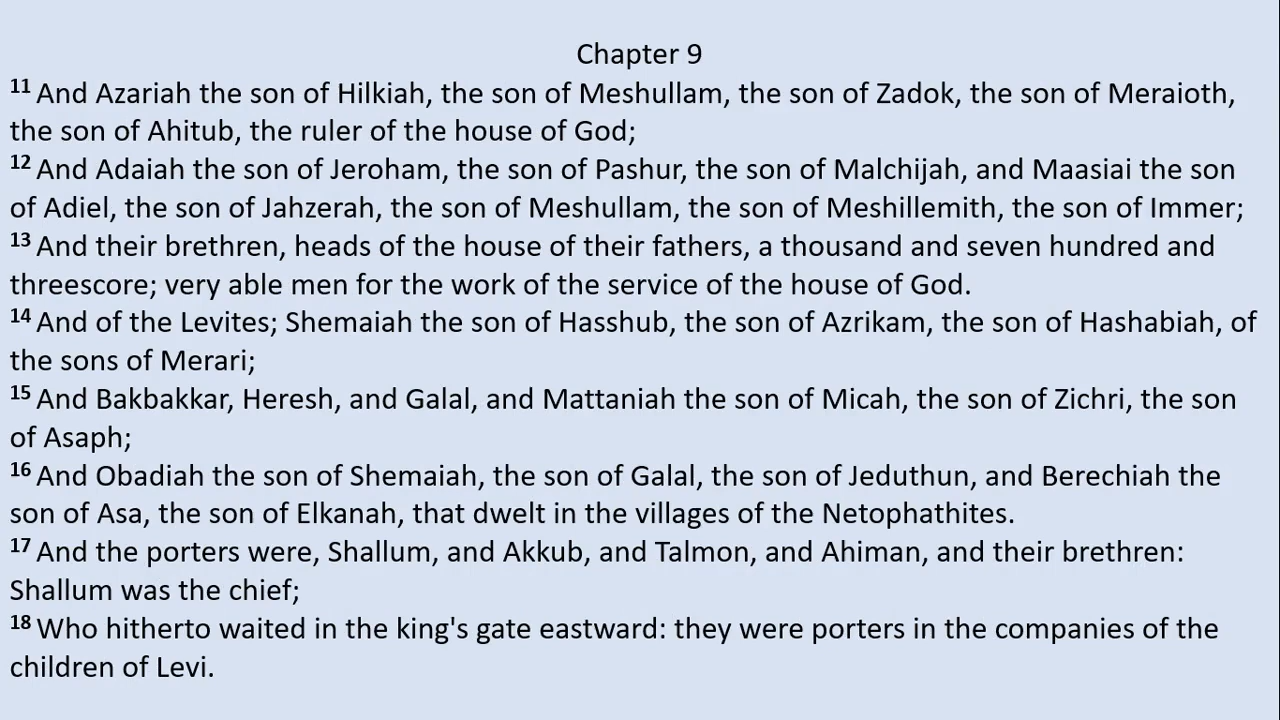 Chapter 9
11 And Azariah the son of Hilkiah, the son of Meshullam, the son of Zadok, the son of Meraioth,
the son of Ahitub, the ruler of the house of God;
12 And Adaiah the son of Jeroham, the son of Pashur, the son of Malchijah, and Maasiai the son
of Adiel, the son of Jahzerah, the son of Meshullam, the son of Meshillemith, the son of Immer;
13 And their brethren, heads of the house of their fathers, a thousand and seven hundred and
threescore; very able men for the work of the service of the house of God.
14 And of the Levites; Shemaiah the son of Hasshub, the son of Azrikam, the son of Hashabiah, of
the sons of Merari;
15 And Bakbakkar, Heresh, and Galal, and Mattaniah the son of Micah, the son of Zichri, the son
of Asaph;
16 And Obadiah the son of Shemaiah, the son of Galal, the son of Jeduthun, and Berechiah the
son of Asa, the son of Elkanah, that dwelt in the villages of the Netophathites.
17 And the porters were, Shallum, and Akkub, and Talmon, and Ahiman, and their brethren:
Shallum was the chief;
18 Who hitherto waited in the king's gate eastward: they were porters in the companies of the
children of Levi.